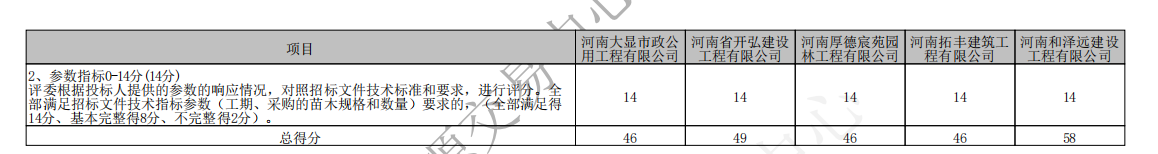 项目
河南大显市政公
用工程有限公司
河南省开弘建设
工程有限公司
河南厚德宸苑园
林工程有限公司
河南拓丰建筑工
程有限公司
河南和泽远建设
工程有限公司
2、参数指标0-14分(14分)
评委根据投标人提供的参数的响应情况，对照招标文件技术标准和要求，进行评分。全
部满足招标文件技术指标参数（工期、采购的苗木规格和数量）要求的，（全部满足得
14分、基本完整得8分、不完整得2分）。
14
14
14
14
14
总得分
46
49
46
46
58
源交易中心
中心